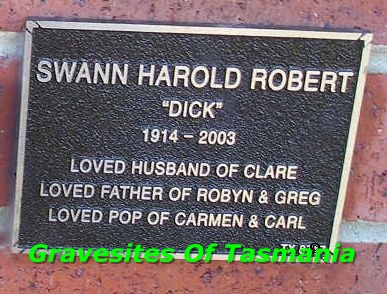 SWANN HAROLD ROBERT
"DICK"
1914 – 2003
LOVED HUSBAND OF CLARE
LOVED FATHER OF ROBYN & GREG
LOVED POP OF CARMEN & CARL
Gravesites Of Tasmania